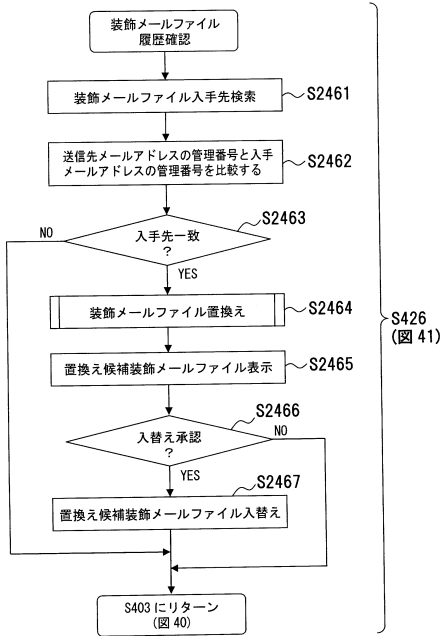 装飾メールファイル
履歴確認
装飾メールファイル入手先検索
S2461
送信先メールアドレスの管理番号と入手
メールアドレスの管理番号を比較する
S2462
S2463
NO
入手先一致
?
YES
装飾メールファイル置換え
S2464
S426
(図 41)
置換え候補装飾メールファイル表示
S2465
S2466
入替え承認
?
NO
YES
S2467
置換え候補装飾メールファイル入替え
S403 にリターン
(図 40)